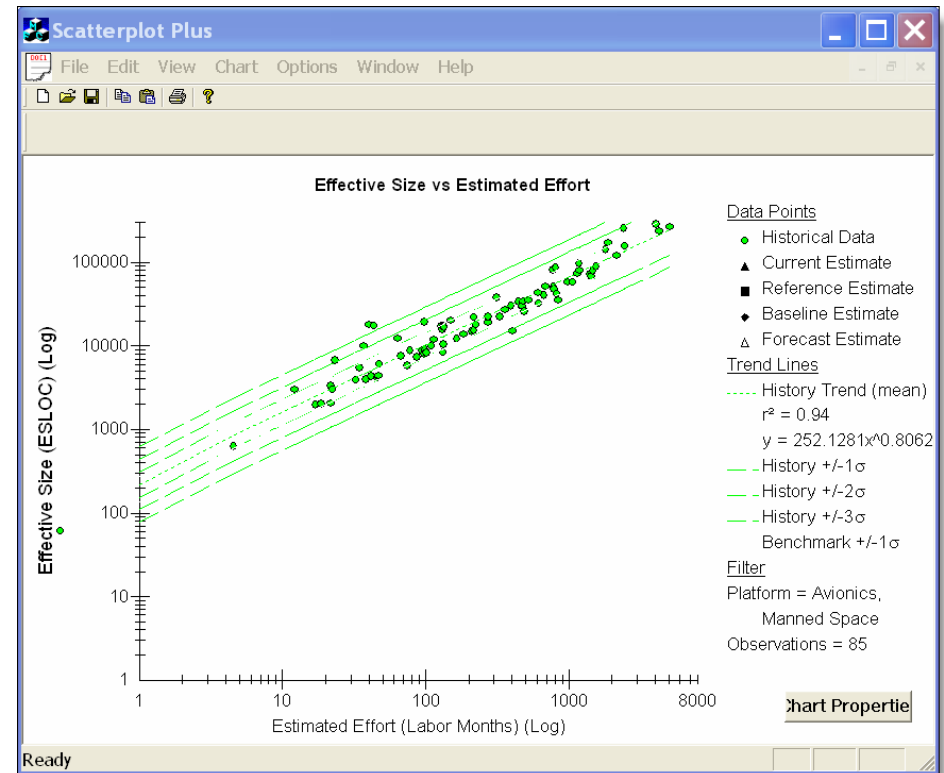 Scatterplot Plus
DOC1
File Edit View Chart Options Window Help
Effective Size vs Estimated Effort
Effective Size (ESLOC) (Log)
100000
10000
1000
100
10
1
1 10 100 1000 8000
Estimated Effort (Labor Months) (Log)
Data Points
Historical Data
Current Estimate
Reference Estimate
Baseline Estimate
Forecast Estimate
Trend Lines
History Trend (mean)
r² = 0.94
y = 252.1281x^0.8062
History +/-1σ
History +/-2σ
History +/-3σ
Benchmark +/-1σ
Filter
Platform = Avionics,
Manned Space
Observations = 85
hart Propertie
Ready